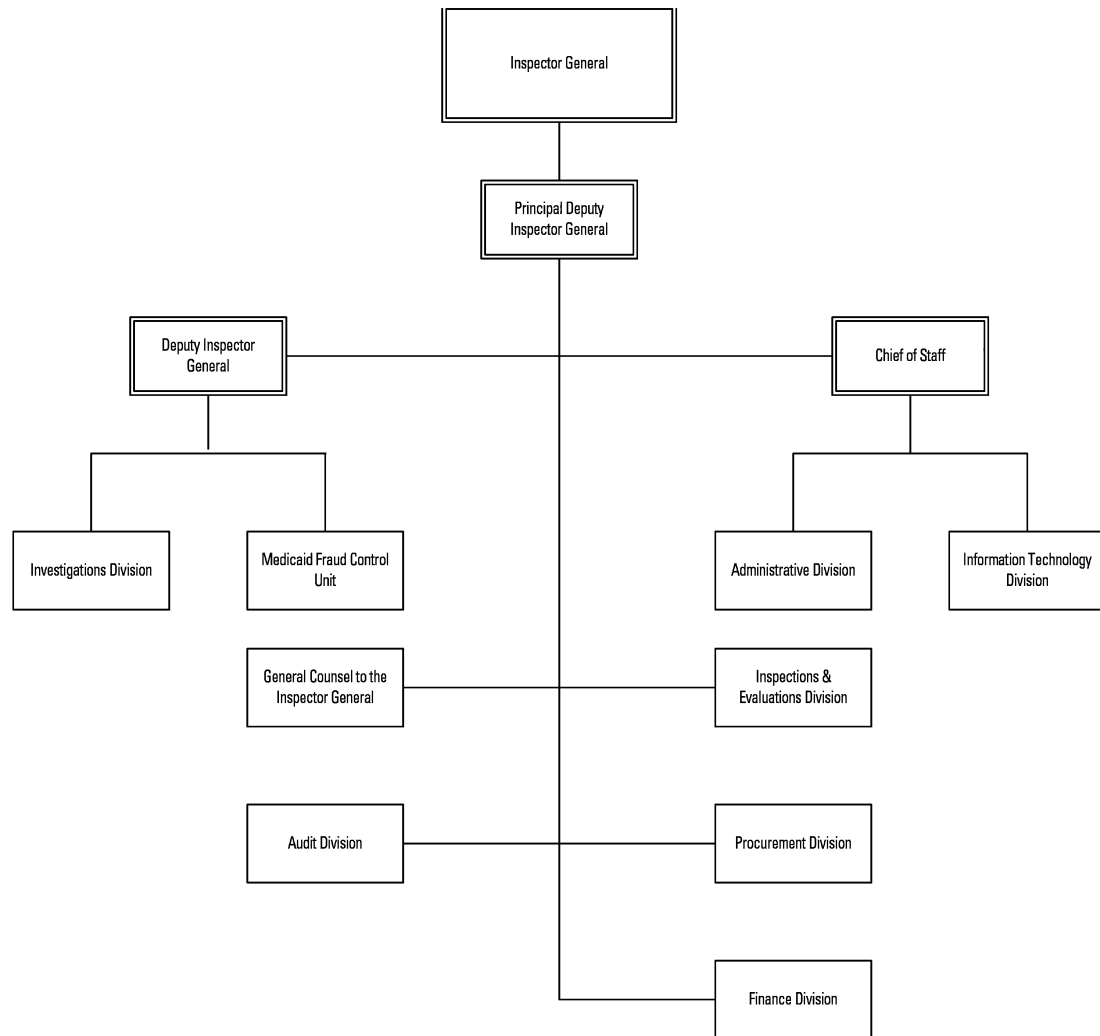 Inspector General
Principal Deputy
Inspector General
Deputy Inspector
General
Chief of Staff
Investigations Division
Medicaid Fraud Control
Unit
Administrative Division
Information Technology
Division
General Counsel to the
Inspector General
Inspections &
Evaluations Division
Audit Division
Procurement Division
Finance Division